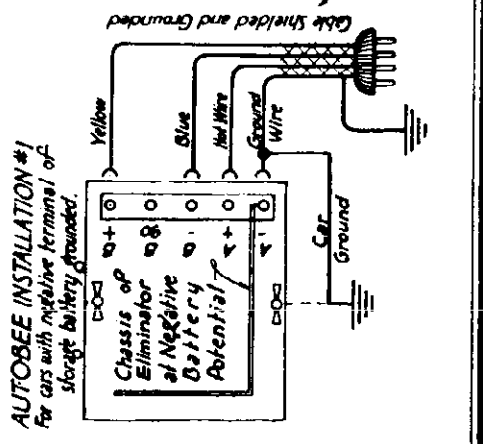 AUTOBEE INSTALLATION #1
For cars with negative terminal of
storage battery grounded.
Cable Shielded and Grounded
Yellow
Blue
Hot Wire
Ground
Wire
B +
B
B -
A +
A -
Chassis of
Eliminator
at Negative
Battery
Potential
Car
Ground